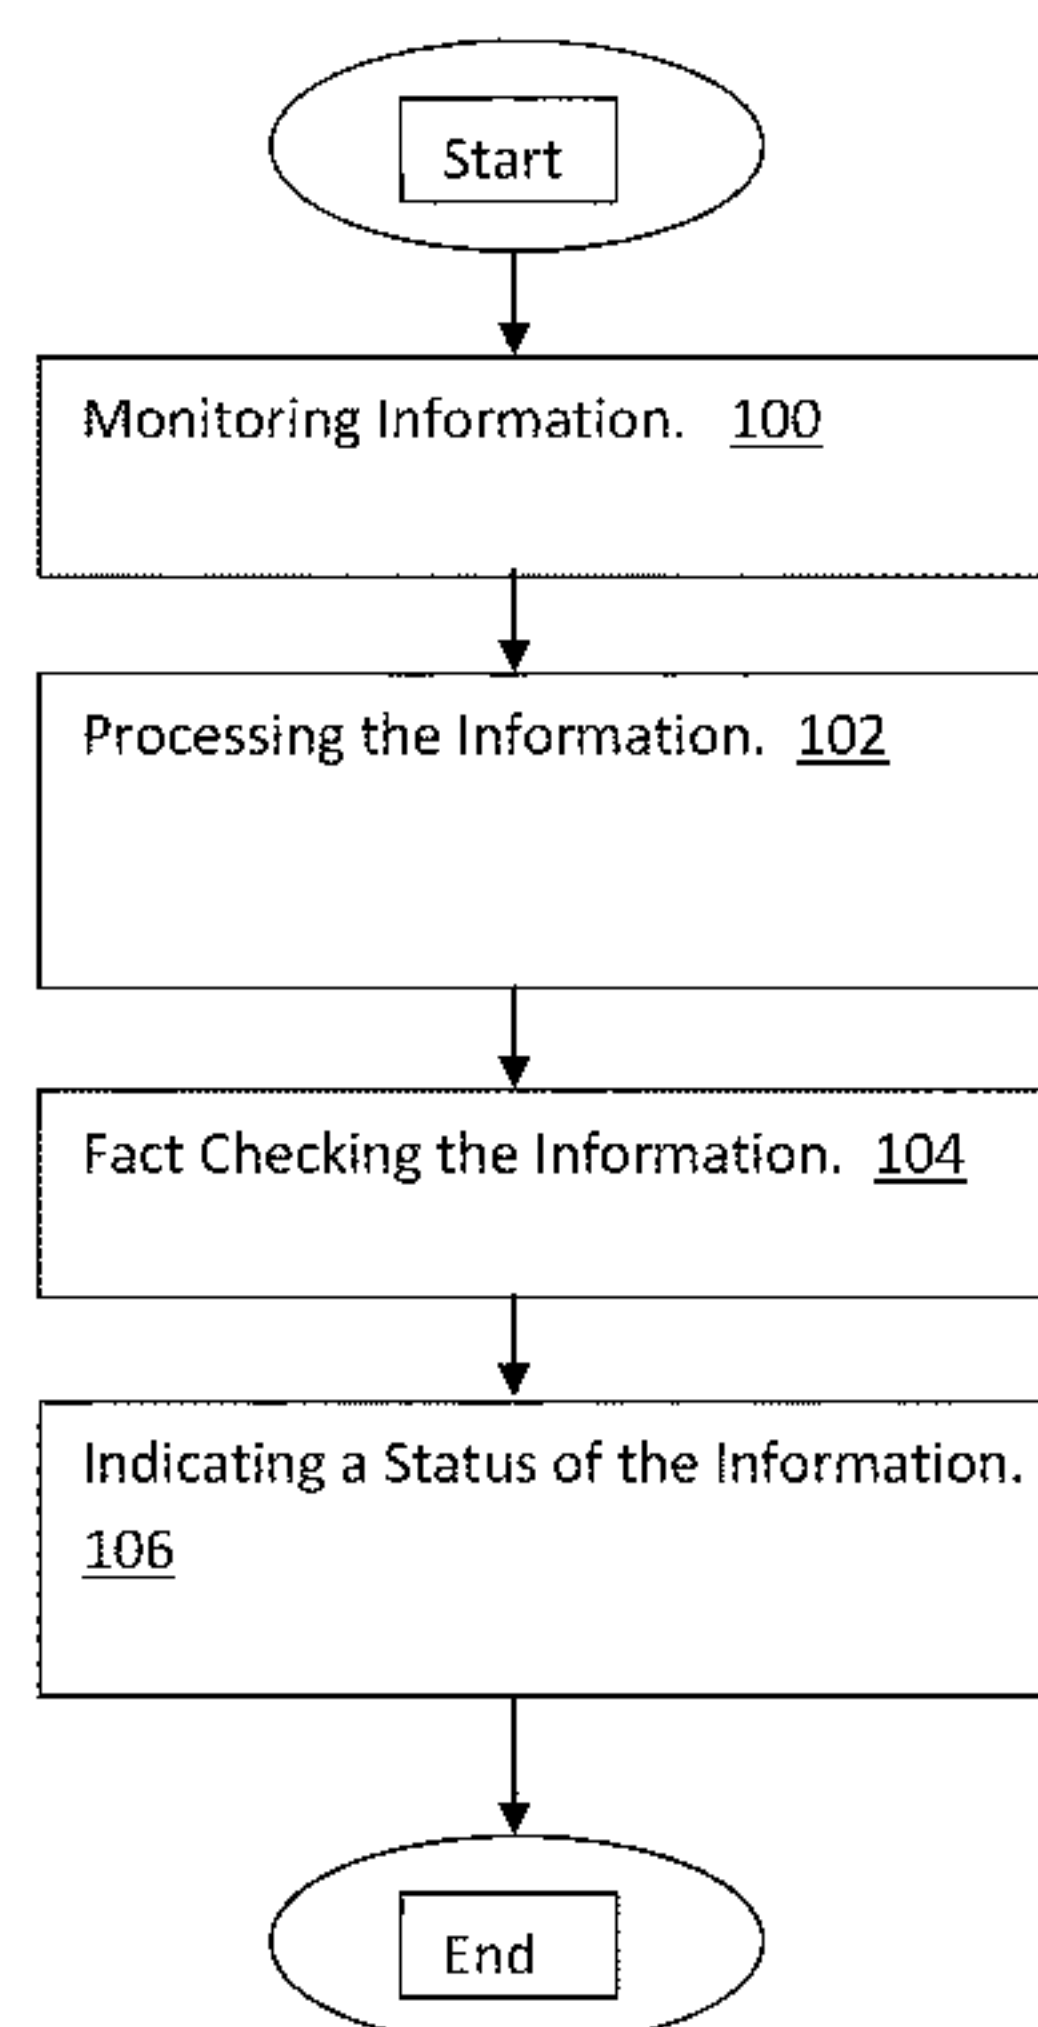 Start
Monitoring Information. 100
Processing the Information. 102
Fact Checking the Information. 104
Indicating a Status of the Information.
106
End